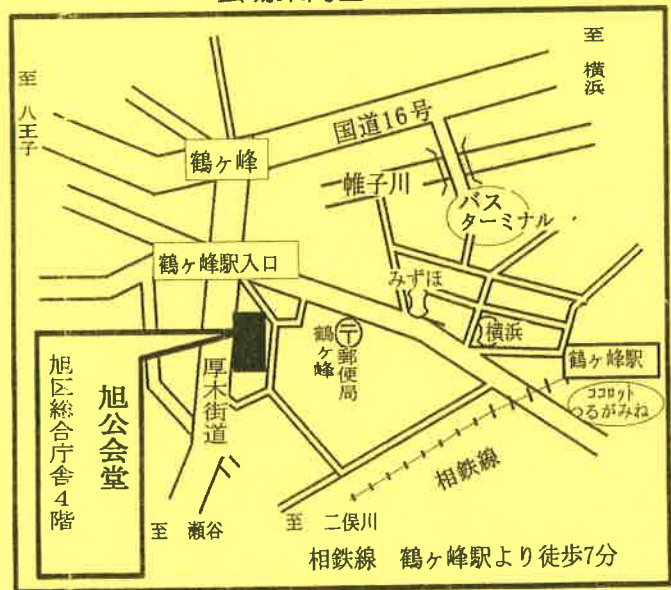 至 横浜
至 八王子
国道16号
鶴ヶ峰
帷子川
バス
ターミナル
鶴ヶ峰駅入口
みずほ
横浜
鶴ヶ峰駅
ココロット
つるがみね
〒
鶴ヶ峰
郵便局
厚木街道
旭公会堂
旭区総合庁舎4階
相鉄線
至 瀬谷
至 二俣川
相鉄線 鶴ヶ峰駅より徒歩7分